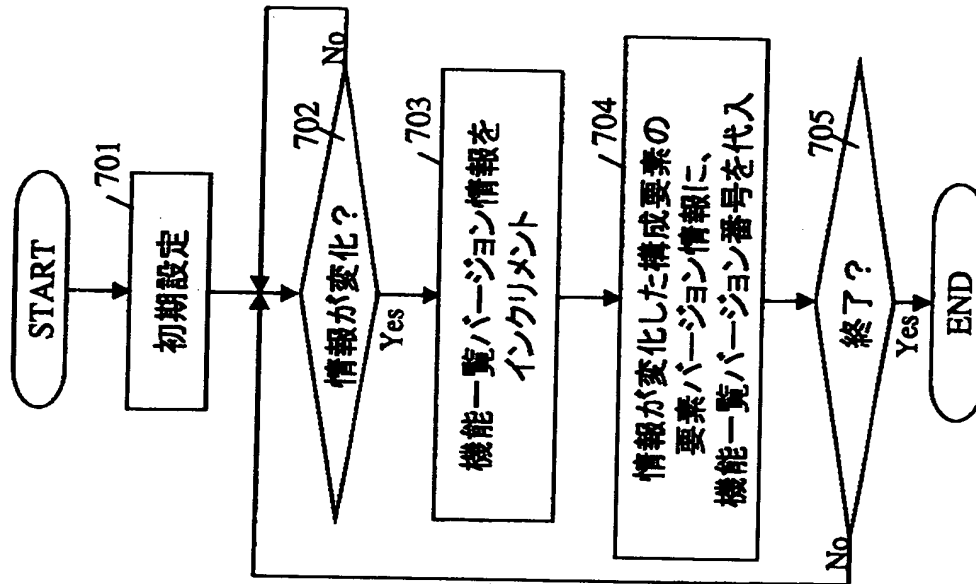 START
701
初期設定
702
情報が変化?
No
Yes
703
機能一覧バージョン情報を
インクリメント
704
情報が変化した構成要素の
要素バージョン情報に、
機能一覧バージョン番号を代入
705
終了?
No
Yes
END